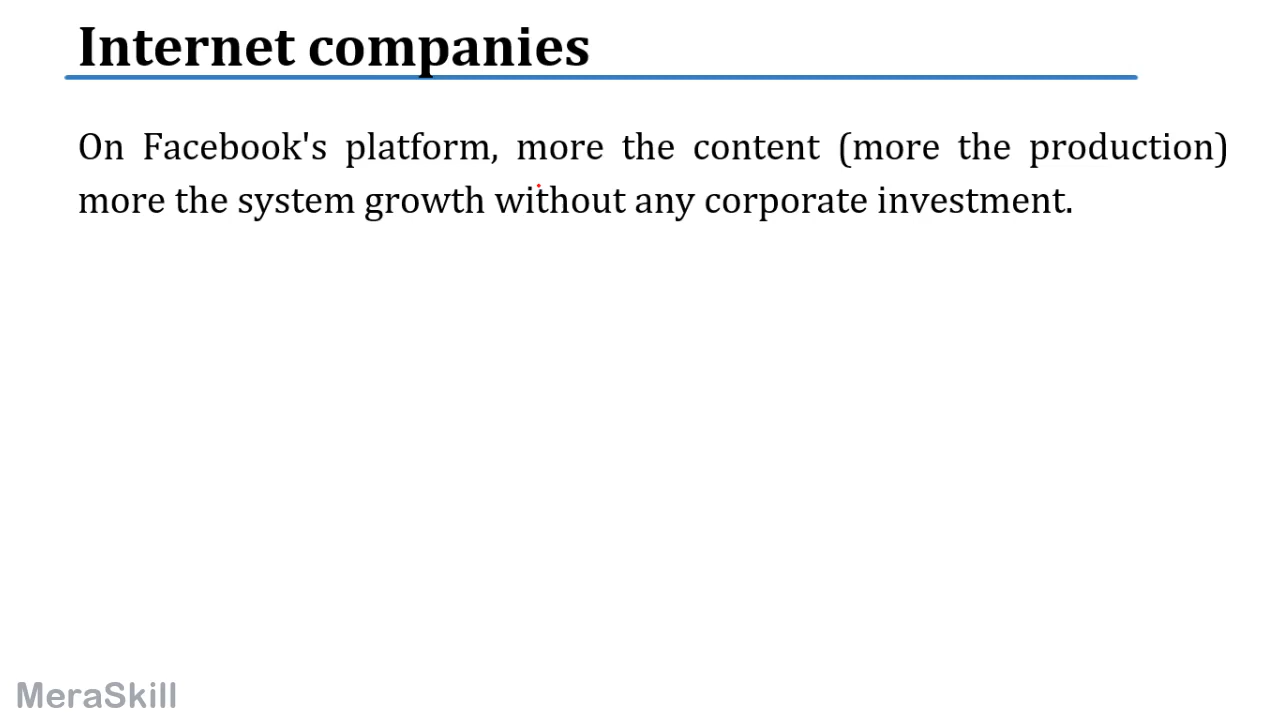 Internet companies
On Facebook's platform, more the content (more the production)
more the system growth without any corporate investment.
MeraSkill